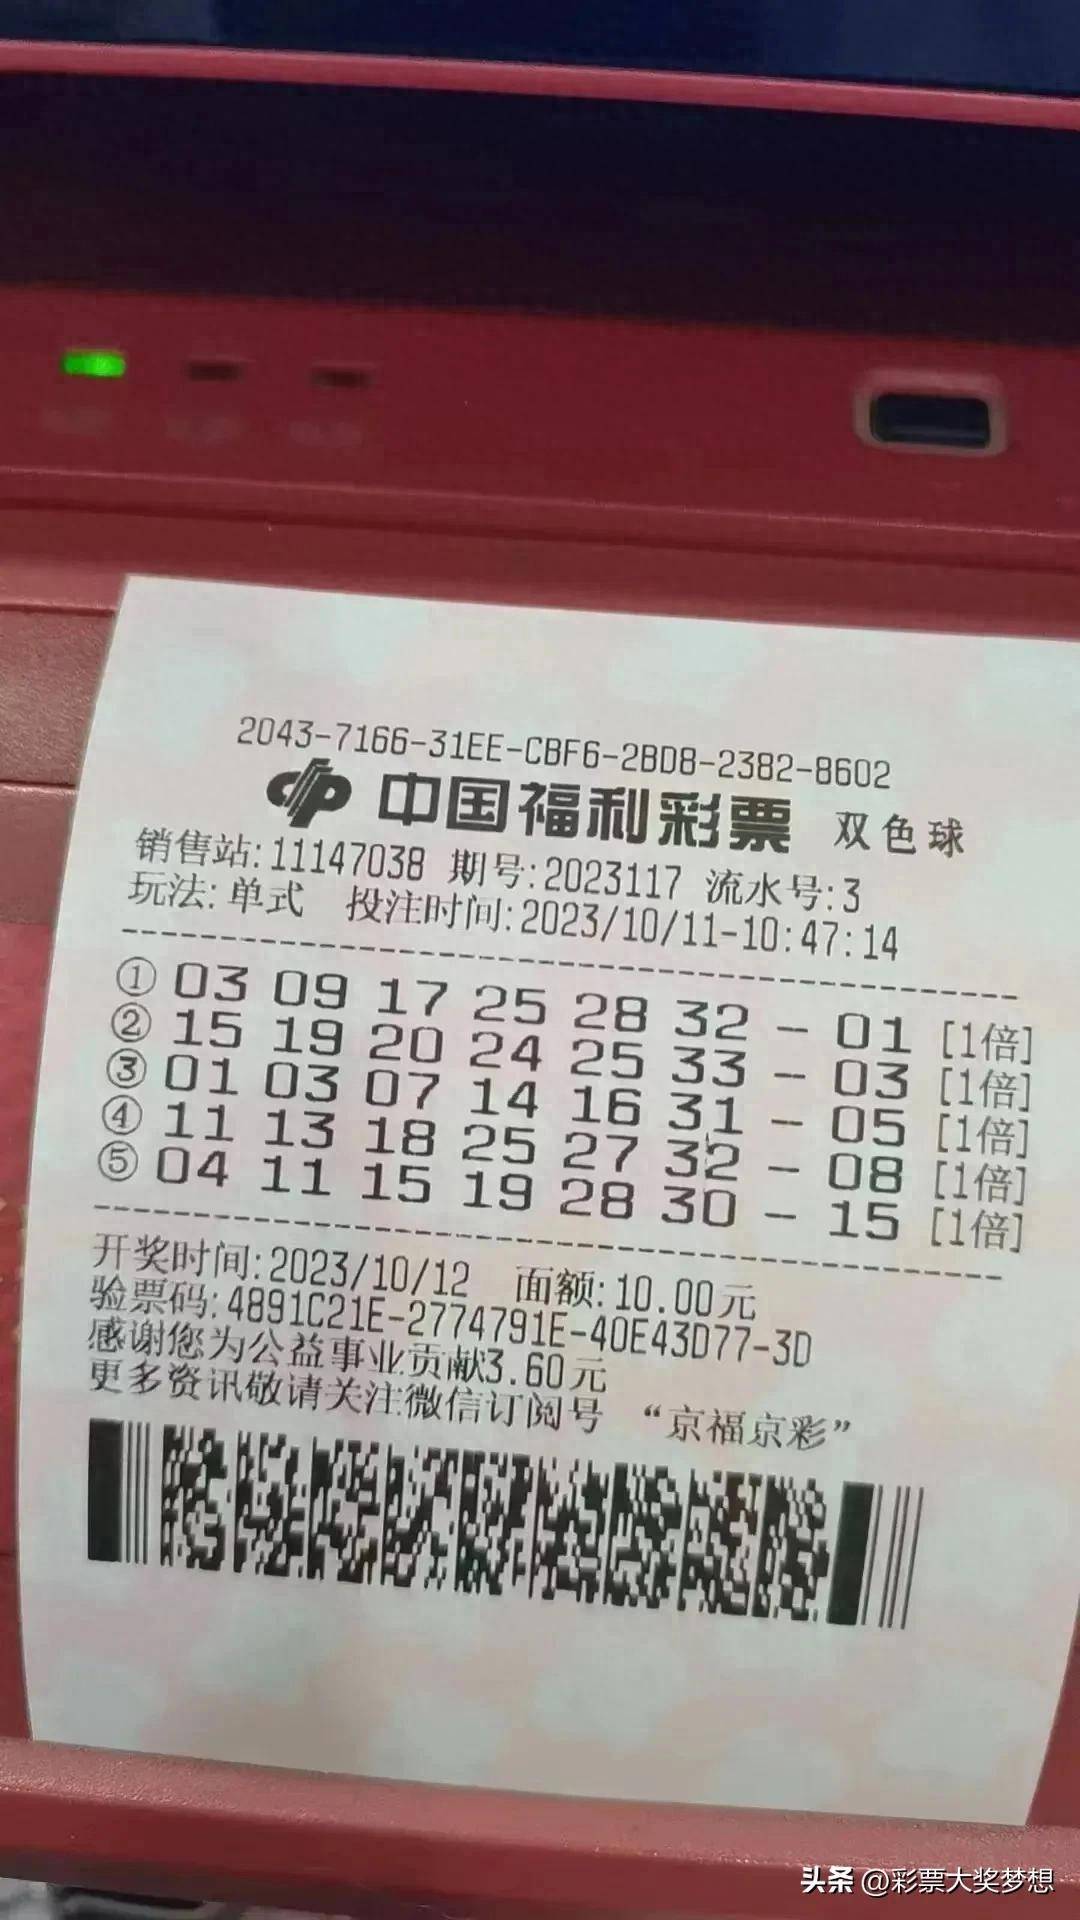 2043-7166-31EE-CBF6-2BD8-2382-8602
中国福利彩票 双色球
销售站:11147038 期号:2023117 流水号:3
玩法:单式 投注时间:2023/10/11-10:47:14
① 03 09 17 25 28 32 - 01 [1倍]
② 15 19 20 24 25 33 - 03 [1倍]
③ 01 03 07 14 16 31 - 05 [1倍]
④ 11 13 18 25 27 32 - 08 [1倍]
⑤ 04 11 15 19 28 30 - 15 [1倍]
开奖时间:2023/10/12 面额:10.00元
验票码:4891C21E-2774791E-40E43D77-3D
感谢您为公益事业贡献3.60元
更多资讯敬请关注微信订阅号 “京福京彩”
头条 @彩票大奖梦想